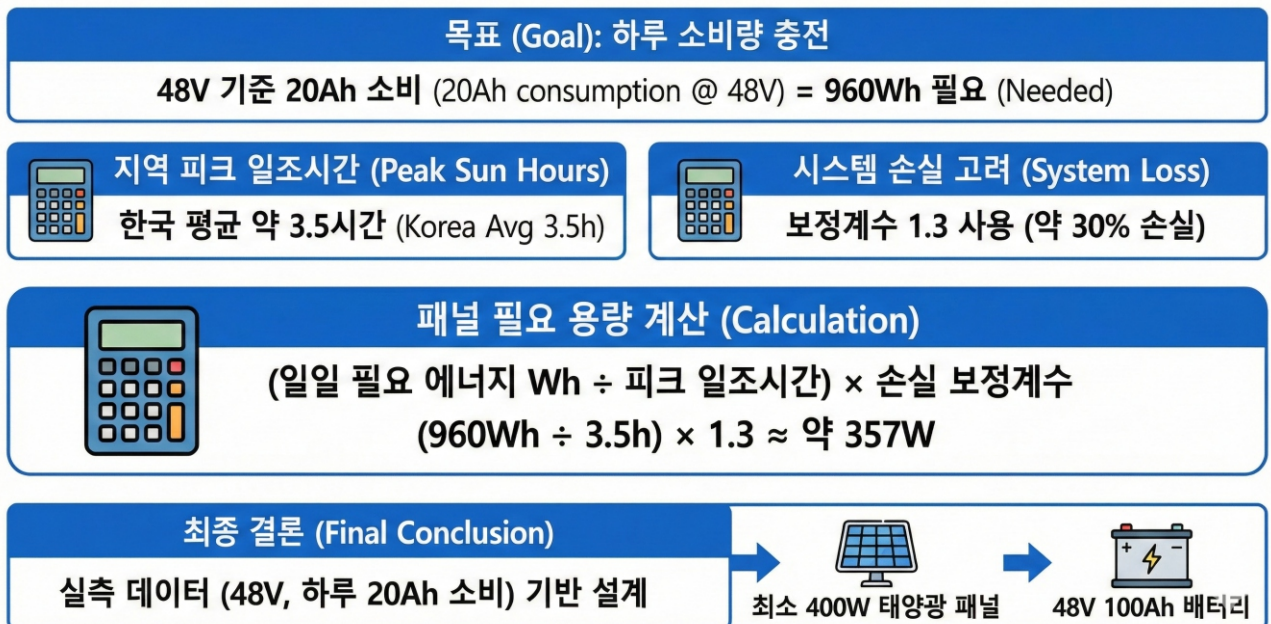 목표 (Goal): 하루 소비량 충전
48V 기준 20Ah 소비 (20Ah consumption @ 48V) = 960Wh 필요 (Needed)
지역 피크 일조시간 (Peak Sun Hours)
한국 평균 약 3.5시간 (Korea Avg 3.5h)
시스템 손실 고려 (System Loss)
보정계수 1.3 사용 (약 30% 손실)
패널 필요 용량 계산 (Calculation)
(일일 필요 에너지 Wh ÷ 피크 일조시간) × 손실 보정계수
(960Wh ÷ 3.5h) × 1.3 ≈ 약 357W
최종 결론 (Final Conclusion)
실측 데이터 (48V, 하루 20Ah 소비) 기반 설계
최소 400W 태양광 패널
48V 100Ah 배터리